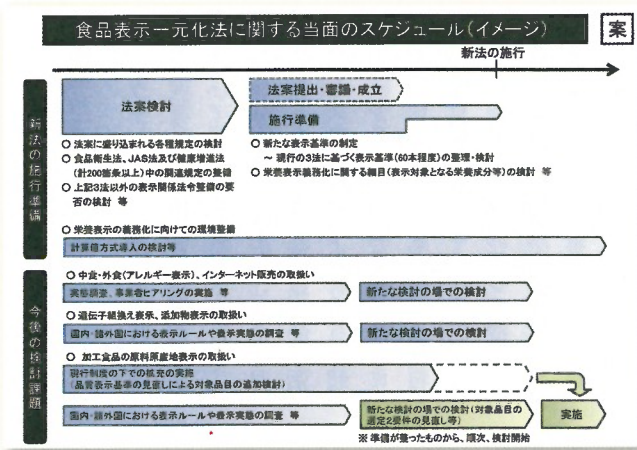 食品表示一元化法に関する当面のスケジュール(イメージ)
案
新法の施行
新法の施行準備
法案検討
法案提出・審議・成立
施行準備
○ 法案に盛り込まれる各種規定の検討
○ 食品衛生法、JAS法及び健康増進法
(計200箇条以上)中の関連規定の整備
○ 上記3法以外の表示関係法令整備の要
否の検討 等
○ 新たな表示基準の制定
~ 現行の3法に基づく表示基準(60本程度)の整理・検討
○ 栄養表示義務化に関する細目(表示対象となる栄養成分等)の検討 等
○ 栄養表示の義務化に向けての環境整備
計算値方式導入の検討等
今後の検討課題
○ 中食・外食(アレルギー表示)、インターネット販売の取扱い
実態調査、事業者ヒアリングの実施 等
新たな検討の場での検討
○ 遺伝子組換え表示、添加物表示の取扱い
国内・諸外国における表示ルールや表示実態の調査 等
新たな検討の場での検討
○ 加工食品の原料原産地表示の取扱い
現行制度の下での拡充の実施
(品質表示基準の見直しによる対象品目の追加検討)
国内・諸外国における表示ルールや表示実態の調査 等
新たな検討の場での検討(対象品目の
選定2要件の見直し等)
実施
※ 準備が整ったものから、順次、検討開始